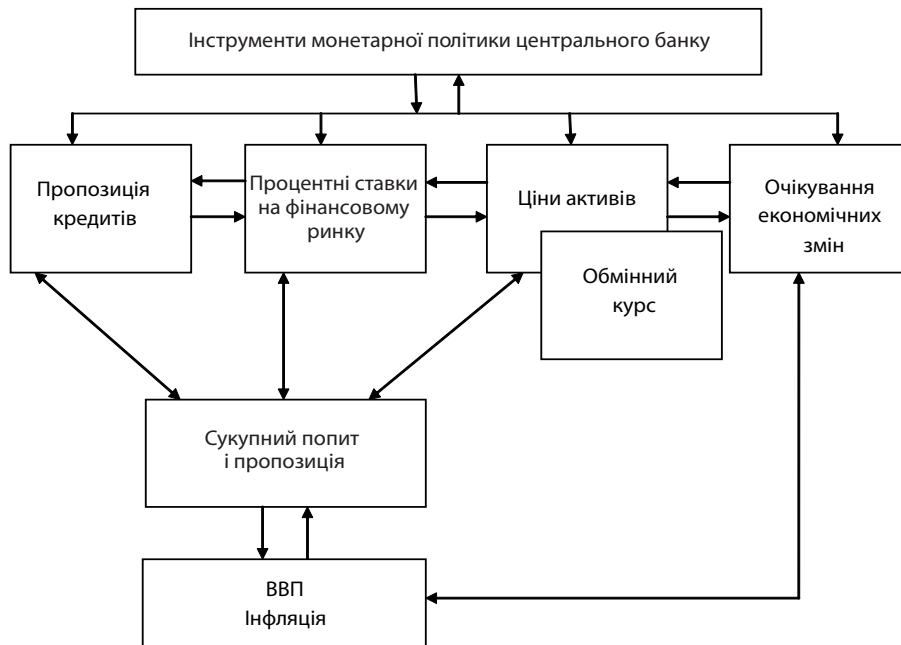 Інструменти монетарної політики центрального банку
Пропозиція
кредитів
Процентні ставки
на фінансовому
ринку
Ціни активів
Очікування
економічних
змін
Обмінний
курс
Сукупний попит
і пропозиція
ВВП
Інфляція